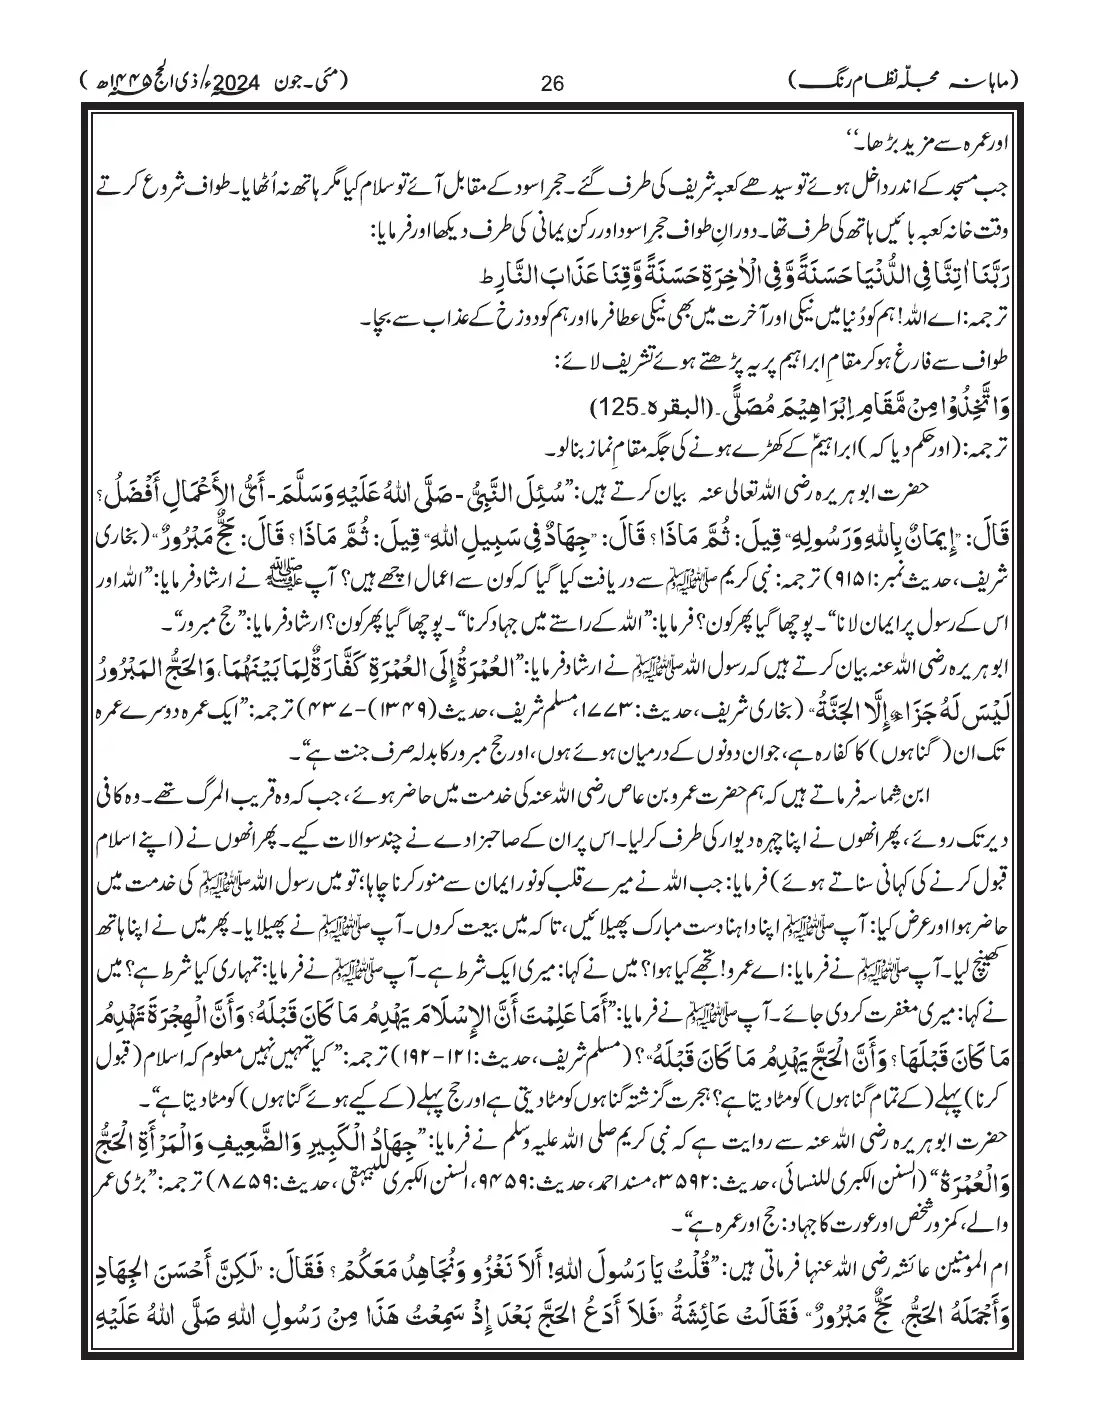 (ماہانہ مجلّہ نظام رنگ)
26
(مئی۔جون 2024ء/ذی الحج ۱۴۴۵ھ)
اور عمرہ سے مزید بڑھا۔‘‘
جب مسجد کے اندر داخل ہوئے تو سیدھے کعبہ شریف کی طرف گئے۔ حجرِ اسود کے مقابل آئے تو سلام کیا مگر ہاتھ نہ اُٹھایا۔ طواف شروع کرتے
وقت خانہ کعبہ بائیں ہاتھ کی طرف تھا۔ دورانِ طواف حجرِ اسود اور رکنِ یمانی کی طرف دیکھا اور فرمایا:
رَبَّنَا اٰتِنَّا فِی الدُّنْیَا حَسَنَةً وَّفِی الْاٰخِرَةِ حَسَنَةً وَّقِنَا عَذَابَ النَّارِ ط
ترجمہ: اے اللہ! ہم کو دُنیا میں نیکی اور آخرت میں بھی نیکی عطا فرما اور ہم کو دوزخ کے عذاب سے بچا۔
طواف سے فارغ ہو کر مقامِ ابراہیم پر یہ پڑھتے ہوئے تشریف لائے:
وَاتَّخِذُوْا مِنْ مَّقَامِ اِبْرَاهِیْمَ مُصَلًّی۔ (البقرہ۔125)
ترجمہ: (اور حکم دیا کہ) ابراہیمؑ کے کھڑے ہونے کی جگہ مقامِ نماز بنا لو۔
حضرت ابو ہریرہ رضی اللہ تعالی عنہ بیان کرتے ہیں: ”سُئِلَ النَّبِيُّ - صَلَّى اللهُ عَلَيْهِ وَسَلَّمَ - أَيُّ الأَعْمَالِ أَفْضَلُ؟
قَالَ: ”إِيمَانٌ بِاللهِ وَرَسُولِهِ“ قِيلَ: ثُمَّ مَاذَا؟ قَالَ: ”جِهَادٌ فِي سَبِيلِ اللهِ“ قِيلَ: ثُمَّ مَاذَا؟ قَالَ: حَجٌّ مَبْرُورٌ“ (بخاری
شریف، حدیث نمبر: ۹۱۵۱) ترجمہ: نبی کریم ﷺ سے دریافت کیا گیا کہ کون سے اعمال اچھے ہیں؟ آپ ﷺ نے ارشاد فرمایا: ”اللہ اور
اس کے رسول پر ایمان لانا“۔ پوچھا گیا پھر کون؟ فرمایا: ”اللہ کے راستے میں جہاد کرنا“۔ پوچھا گیا پھر کون؟ ارشاد فرمایا: ”حج مبرور“۔
ابو ہریرہ رضی اللہ عنہ بیان کرتے ہیں کہ رسول اللہ ﷺ نے ارشاد فرمایا: ”العُمْرَةُ إِلَى العُمْرَةِ كَفَّارَةٌ لِمَا بَيْنَهُمَا، وَالحَجُّ المَبْرُورُ
لَيْسَ لَهُ جَزَاءٌ إِلَّا الجَنَّةُ“ (بخاری شریف، حدیث: ۱۷۷۳، مسلم شریف، حدیث (۱۳۴۹)-۴۳۷) ترجمہ: ”ایک عمرہ دوسرے عمرہ
تک ان (گناہوں) کا کفارہ ہے، جو ان دونوں کے درمیان ہوئے ہوں، اور حج مبرور کا بدلہ صرف جنت ہے“۔
ابن شِماسہ فرماتے ہیں کہ ہم حضرت عمرو بن عاص رضی اللہ عنہ کی خدمت میں حاضر ہوئے، جب کہ وہ قریب المرگ تھے۔ وہ کافی
دیر تک روئے، پھر انھوں نے اپنا چہرہ دیوار کی طرف کر لیا۔ اس پر ان کے صاحبزادے نے چند سوالات کیے۔ پھر انھوں نے (اپنے اسلام
قبول کرنے کی کہانی سناتے ہوئے) فرمایا: جب اللہ نے میرے قلب کو نور ایمان سے منور کرنا چاہا؛ تو میں رسول اللہ ﷺ کی خدمت میں
حاضر ہوا اور عرض کیا: آپ ﷺ اپنا داہنا دست مبارک پھیلائیں، تا کہ میں بیعت کروں۔ آپ ﷺ نے پھیلایا۔ پھر میں نے اپنا ہاتھ
کھینچ لیا۔ آپ ﷺ نے فرمایا: اے عمرو! تجھے کیا ہوا؟ میں نے کہا: میری ایک شرط ہے۔ آپ ﷺ نے فرمایا: تمہاری کیا شرط ہے؟ میں
نے کہا: میری مغفرت کر دی جائے۔ آپ ﷺ نے فرمایا: ”أَمَا عَلِمْتَ أَنَّ الإِسْلَامَ يَهْدِمُ مَا كَانَ قَبْلَهُ؟ وَأَنَّ الْهِجْرَةَ تَهْدِمُ
مَا كَانَ قَبْلَهَا؟ وَأَنَّ الْحَجَّ يَهْدِمُ مَا كَانَ قَبْلَهُ“؟ (مسلم شریف، حدیث: ۱۲۱-۱۹۲) ترجمہ: ”کیا تمہیں نہیں معلوم کہ اسلام (قبول
کرنا) پہلے (کے تمام گناہوں) کو مٹا دیتا ہے؟ ہجرت گزشتہ گناہوں کو مٹا دیتی ہے اور حج پہلے (کے کیے ہوئے گناہوں) کو مٹا دیتا ہے“۔
حضرت ابو ہریرہ رضی اللہ عنہ سے روایت ہے کہ نبی کریم صلی اللہ علیہ وسلم نے فرمایا: ”جِهَادُ الْكَبِيرِ وَالضَّعِيفِ وَالْمَرْأَةِ الْحَجُّ
وَالْعُمْرَةُ“ (السنن الکبری للنسائی، حدیث: ۳۵۹۲، مسند احمد، حدیث: ۹۴۵۹، السنن الکبری للبیہقی، حدیث: ۸۷۵۹) ترجمہ: ”بڑی عمر
والے، کمزور شخص اور عورت کا جہاد: حج اور عمرہ ہے“۔
ام المومنین عائشہ رضی اللہ عنہا فرماتی ہیں: ”قُلْتُ يَا رَسُولَ اللهِ! أَلاَ نَغْزُو وَنُجَاهِدُ مَعَكُمْ؟ فَقَالَ: ”لَكِنَّ أَحْسَنَ الجِهَادِ
وَأَجْمَلَهُ الحَجُّ، حَجٌّ مَبْرُورٌ“ فَقَالَتْ عَائِشَةُ ”فَلاَ أَدَعُ الحَجَّ بَعْدَ إِذْ سَمِعْتُ هَذَا مِنْ رَسُولِ اللهِ صَلَّى اللهُ عَلَيْهِ